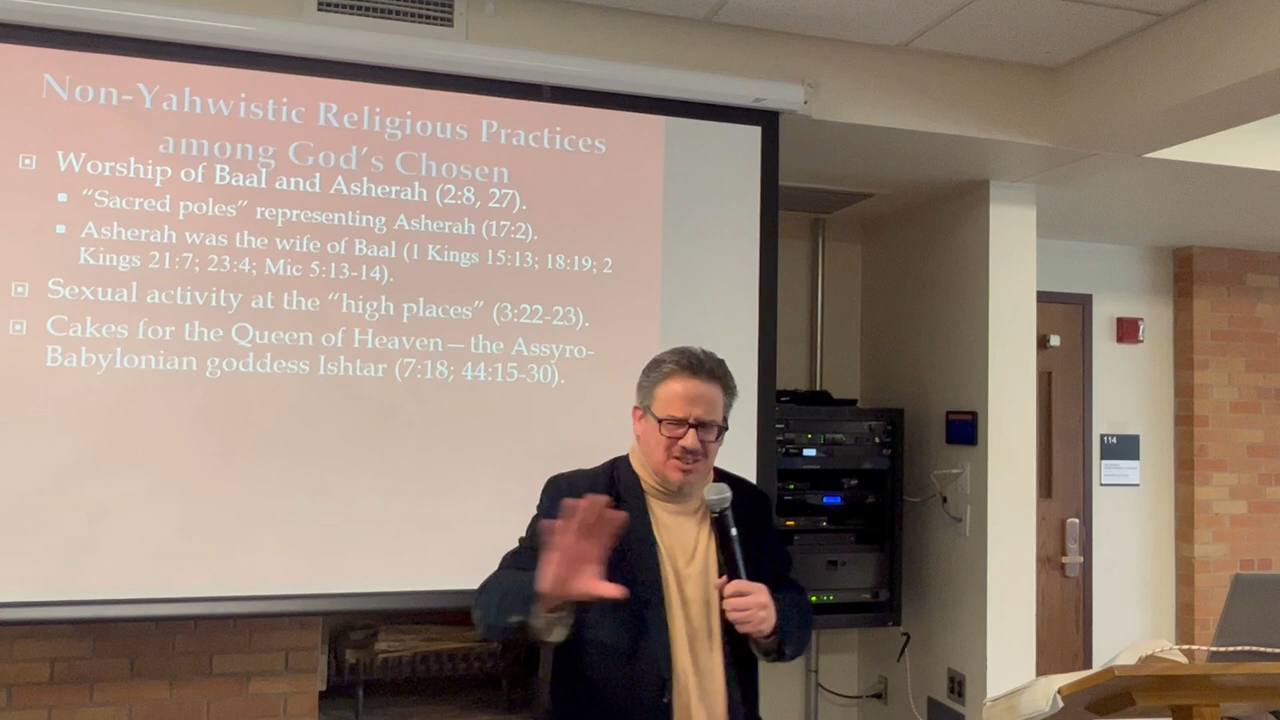 Non-Yahwistic Religious Practices
among God's Chosen
Worship of Baal and Asherah (2:8, 27).
"Sacred poles" representing Asherah (17:2).
Asherah was the wife of Baal (1 Kings 15:13; 18:19; 2
Kings 21:7; 23:4; Mic 5:13-14).
Sexual activity at the "high places" (3:22-23).
Cakes for the Queen of Heaven—the Assyro-
Babylonian goddess Ishtar (7:18; 44:15-30).
114